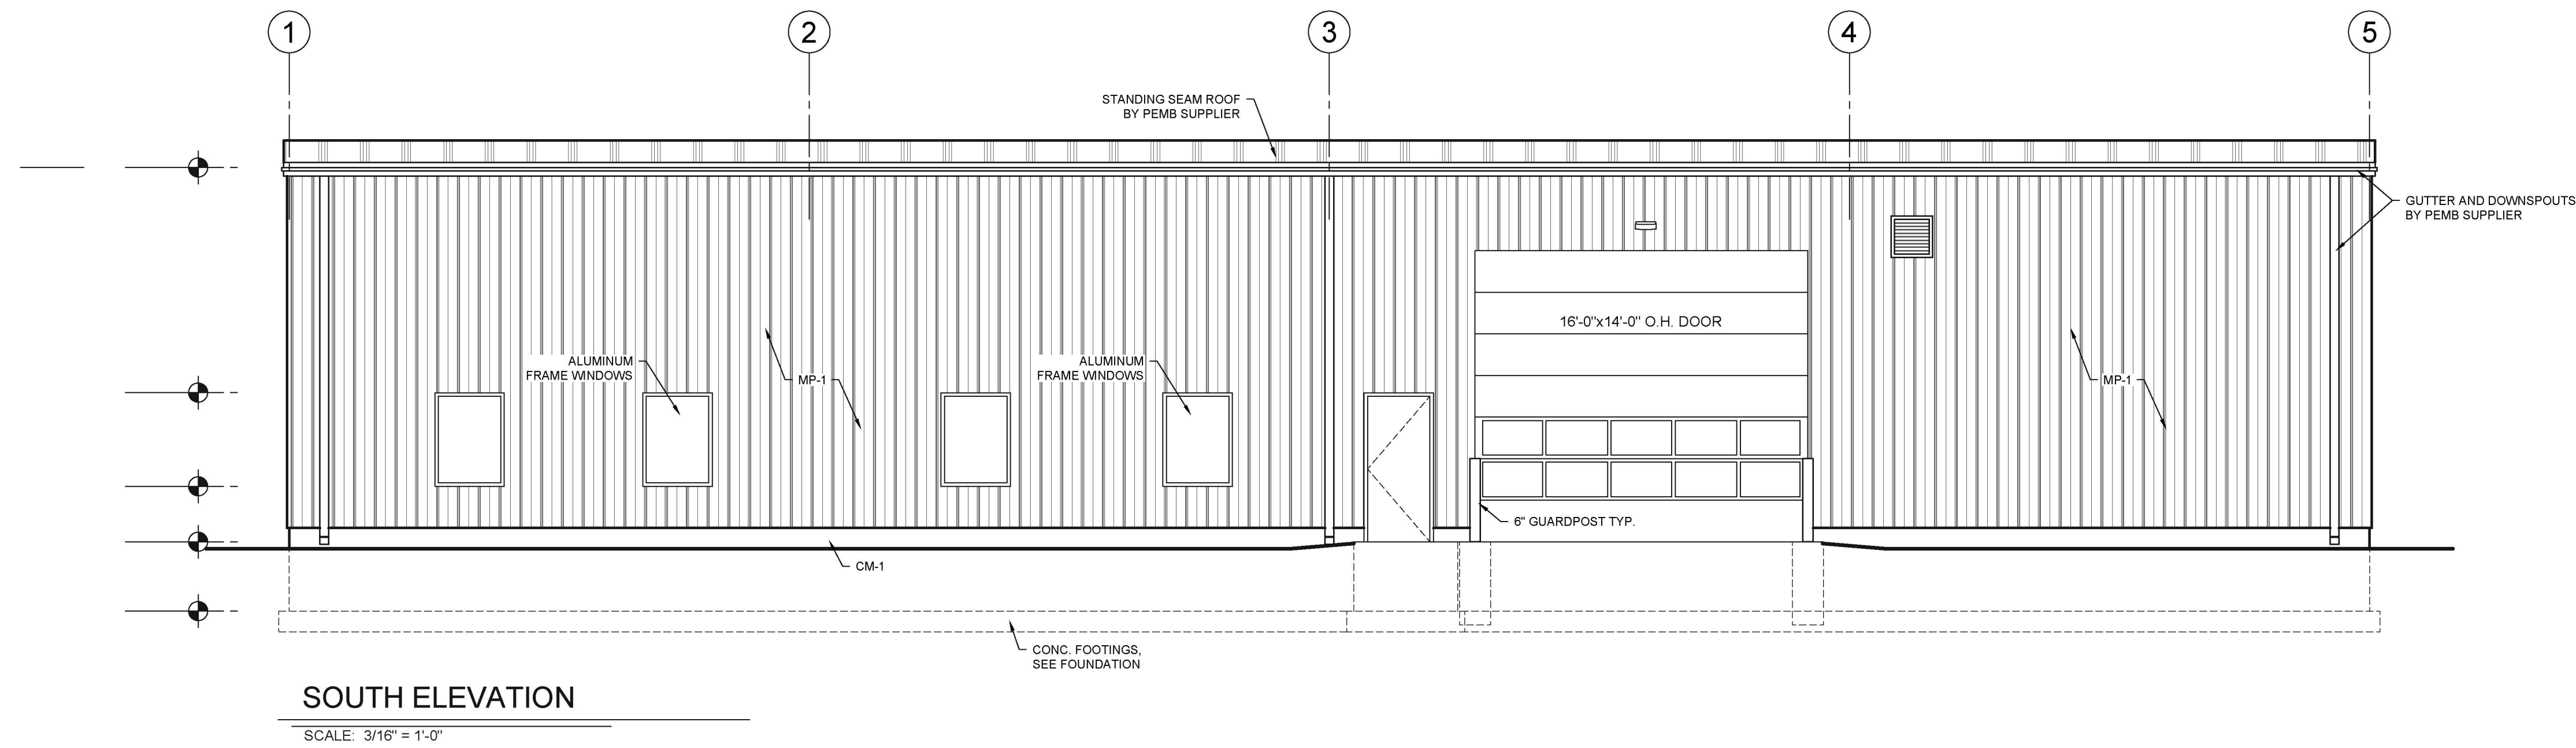 1
2
3
4
5
STANDING SEAM ROOF
BY PEMB SUPPLIER
GUTTER AND DOWNSPOUTS
BY PEMB SUPPLIER
16'-0"x14'-0" O.H. DOOR
ALUMINUM
FRAME WINDOWS
MP-1
ALUMINUM
FRAME WINDOWS
MP-1
6" GUARDPOST TYP.
CM-1
CONC. FOOTINGS,
SEE FOUNDATION
SOUTH ELEVATION
SCALE: 3/16" = 1'-0"